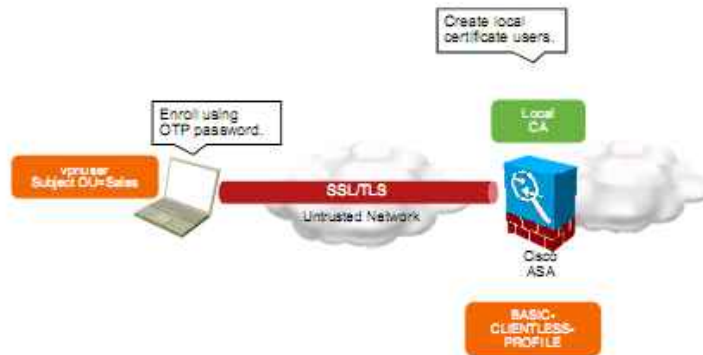 Create local
certificate users.
Enroll using
OTP password.
Local
CA
vpnuser
Subject OU=Sales
SSL/TLS
Untrusted Network
Cisco
ASA
BASIC-
CLIENTLESS-
PROFILE